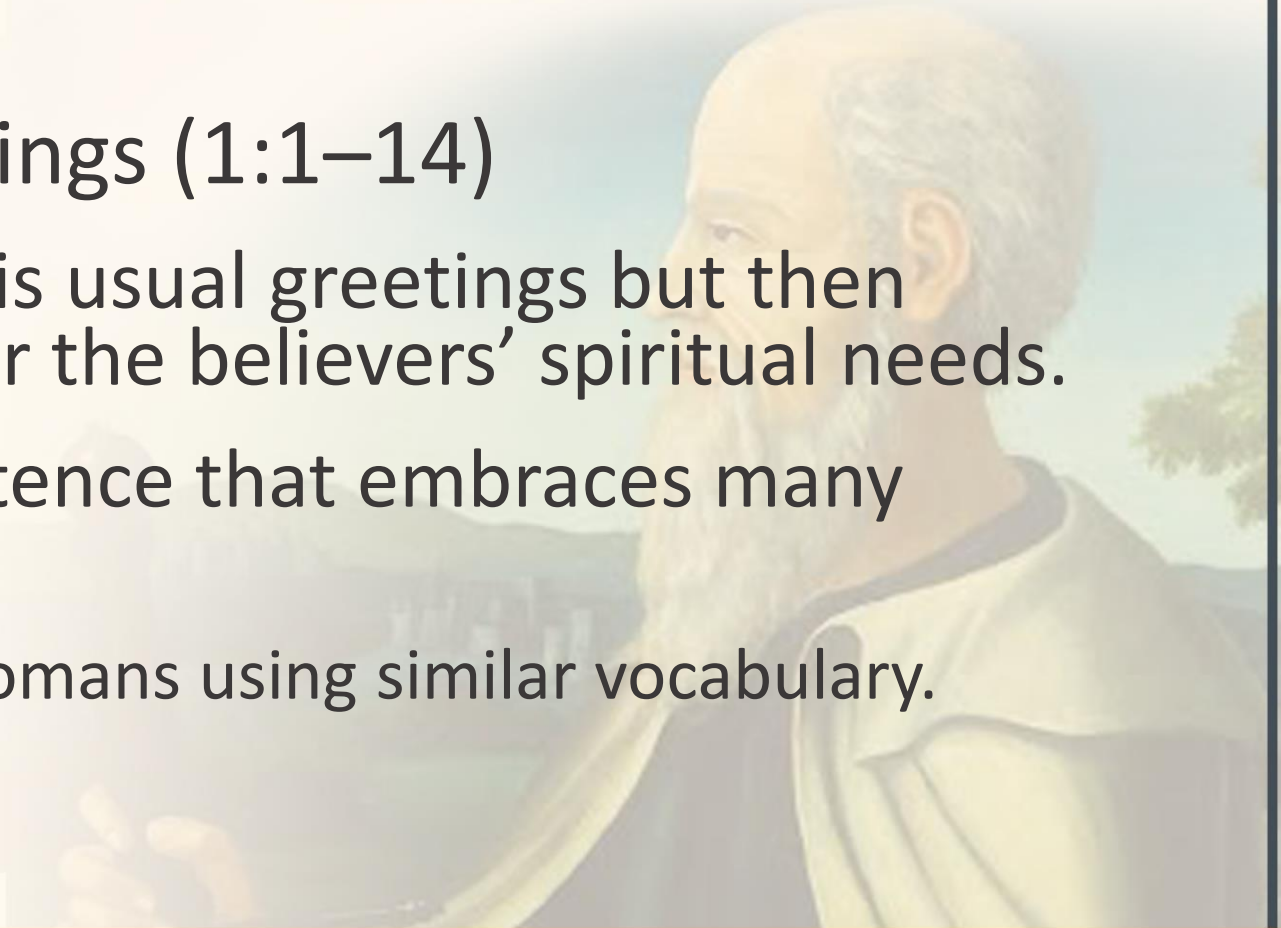 ings (1:1–14)
is usual greetings but then
r the believers’ spiritual needs.
tence that embraces many
omans using similar vocabulary.